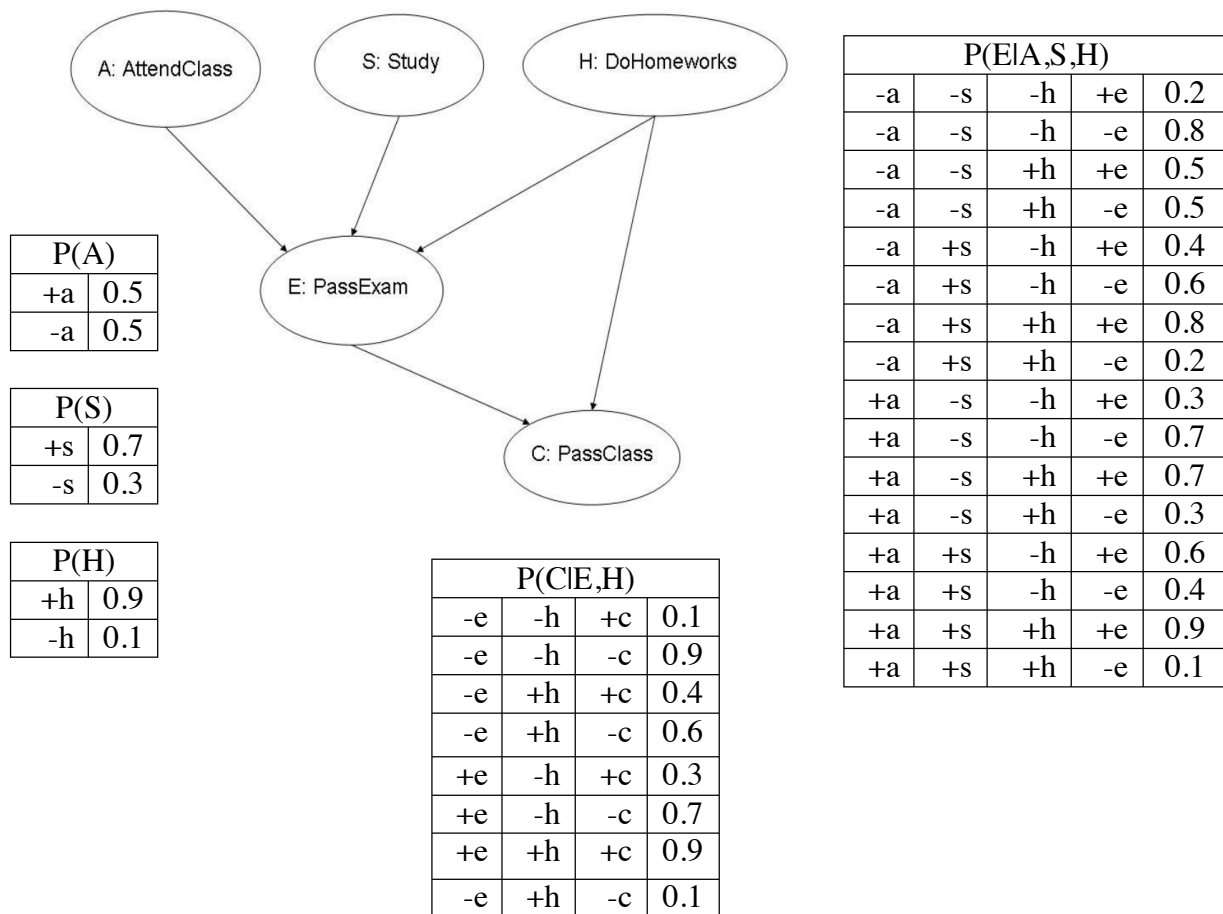 A: AttendClass
S: Study
H: DoHomeworks
E: PassExam
C: PassClass
P(A)
+a 0.5
-a 0.5
P(S)
+s 0.7
-s 0.3
P(H)
+h 0.9
-h 0.1
P(C|E,H)
-e -h +c 0.1
-e -h -c 0.9
-e +h +c 0.4
-e +h -c 0.6
+e -h +c 0.3
+e -h -c 0.7
+e +h +c 0.9
-e +h -c 0.1
P(E|A,S,H)
-a -s -h +e 0.2
-a -s -h -e 0.8
-a -s +h +e 0.5
-a -s +h -e 0.5
-a +s -h +e 0.4
-a +s -h -e 0.6
-a +s +h +e 0.8
-a +s +h -e 0.2
+a -s -h +e 0.3
+a -s -h -e 0.7
+a -s +h +e 0.7
+a -s +h -e 0.3
+a +s -h +e 0.6
+a +s -h -e 0.4
+a +s +h +e 0.9
+a +s +h -e 0.1